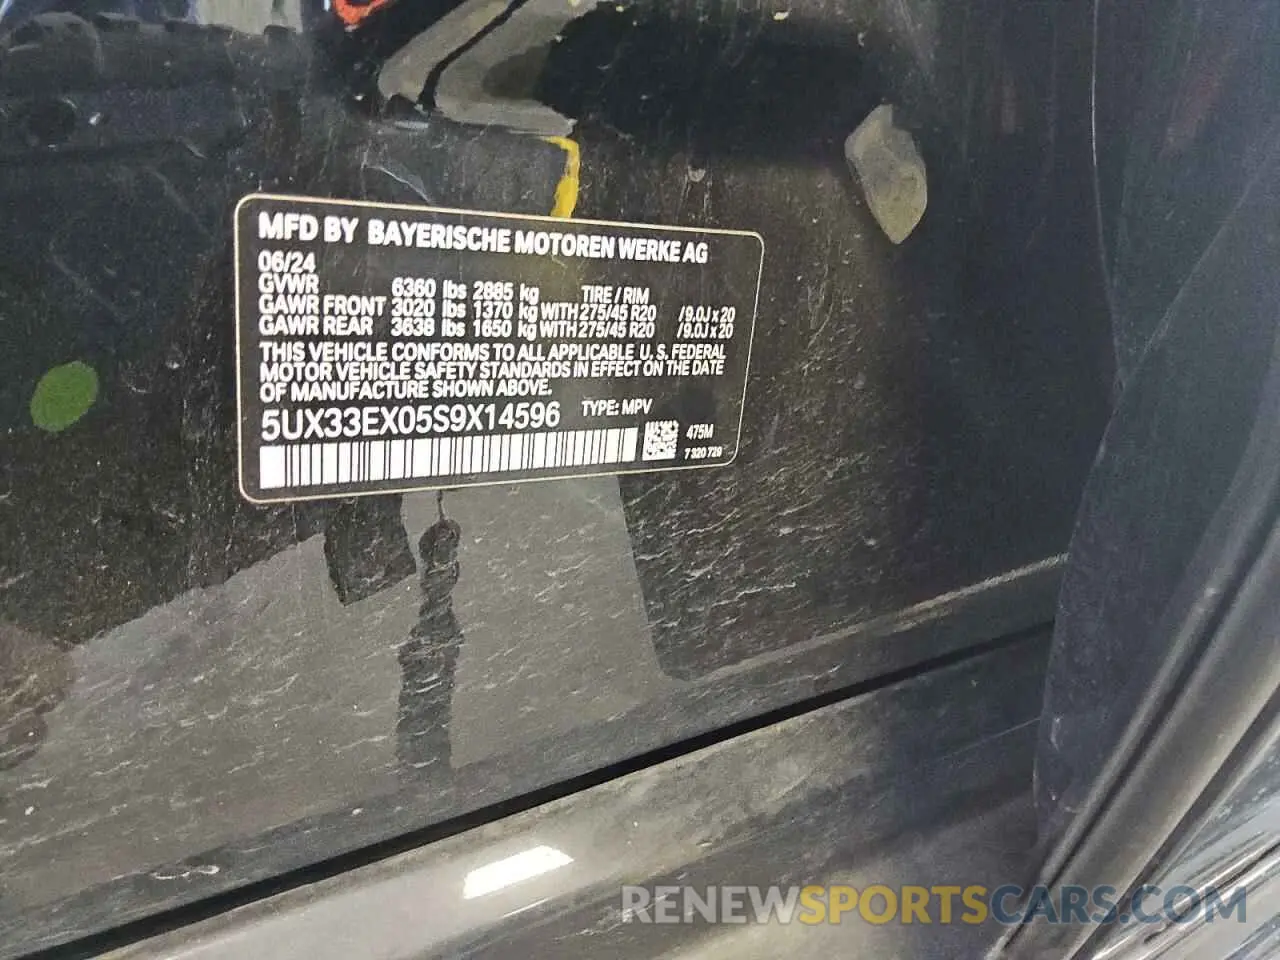 MFD BY BAYERISCHE MOTOREN WERKE AG
06/24
GVWR 6360 lbs 2885 kg TIRE / RIM
GAWR FRONT 3020 lbs 1370 kg WITH 275/45 R20 /9.0J x 20
GAWR REAR 3638 lbs 1650 kg WITH 275/45 R20 /9.0J x 20
THIS VEHICLE CONFORMS TO ALL APPLICABLE U. S. FEDERAL
MOTOR VEHICLE SAFETY STANDARDS IN EFFECT ON THE DATE
OF MANUFACTURE SHOWN ABOVE.
5UX33EX05S9X14596 TYPE: MPV
475M
7 320 720
RENEWSPORTSCARS.COM